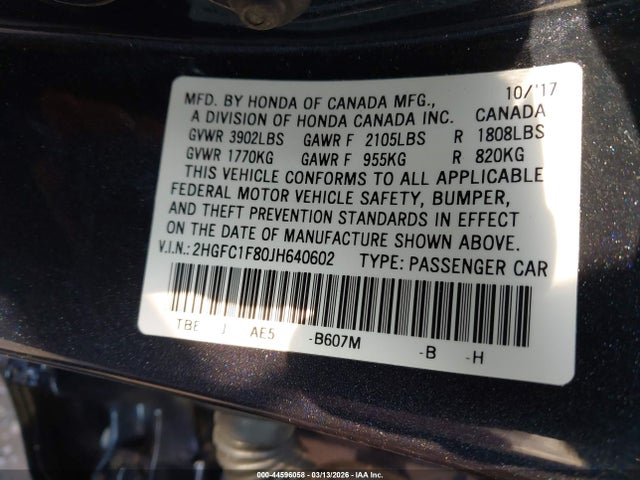 10/'17
MFD. BY HONDA OF CANADA MFG.,
A DIVISION OF HONDA CANADA INC. CANADA
GVWR 3902LBS GAWR F 2105LBS R 1808LBS
GVWR 1770KG GAWR F 955KG R 820KG
THIS VEHICLE CONFORMS TO ALL APPLICABLE
FEDERAL MOTOR VEHICLE SAFETY, BUMPER,
AND THEFT PREVENTION STANDARDS IN EFFECT
ON THE DATE OF MANUFACTURE SHOWN ABOVE.
V.I.N.: 2HGFC1F80JH640602 TYPE: PASSENGER CAR
TBE J AE5 -B607M -B -H
000-44596058 | 03/13/2026 | IAA Inc.